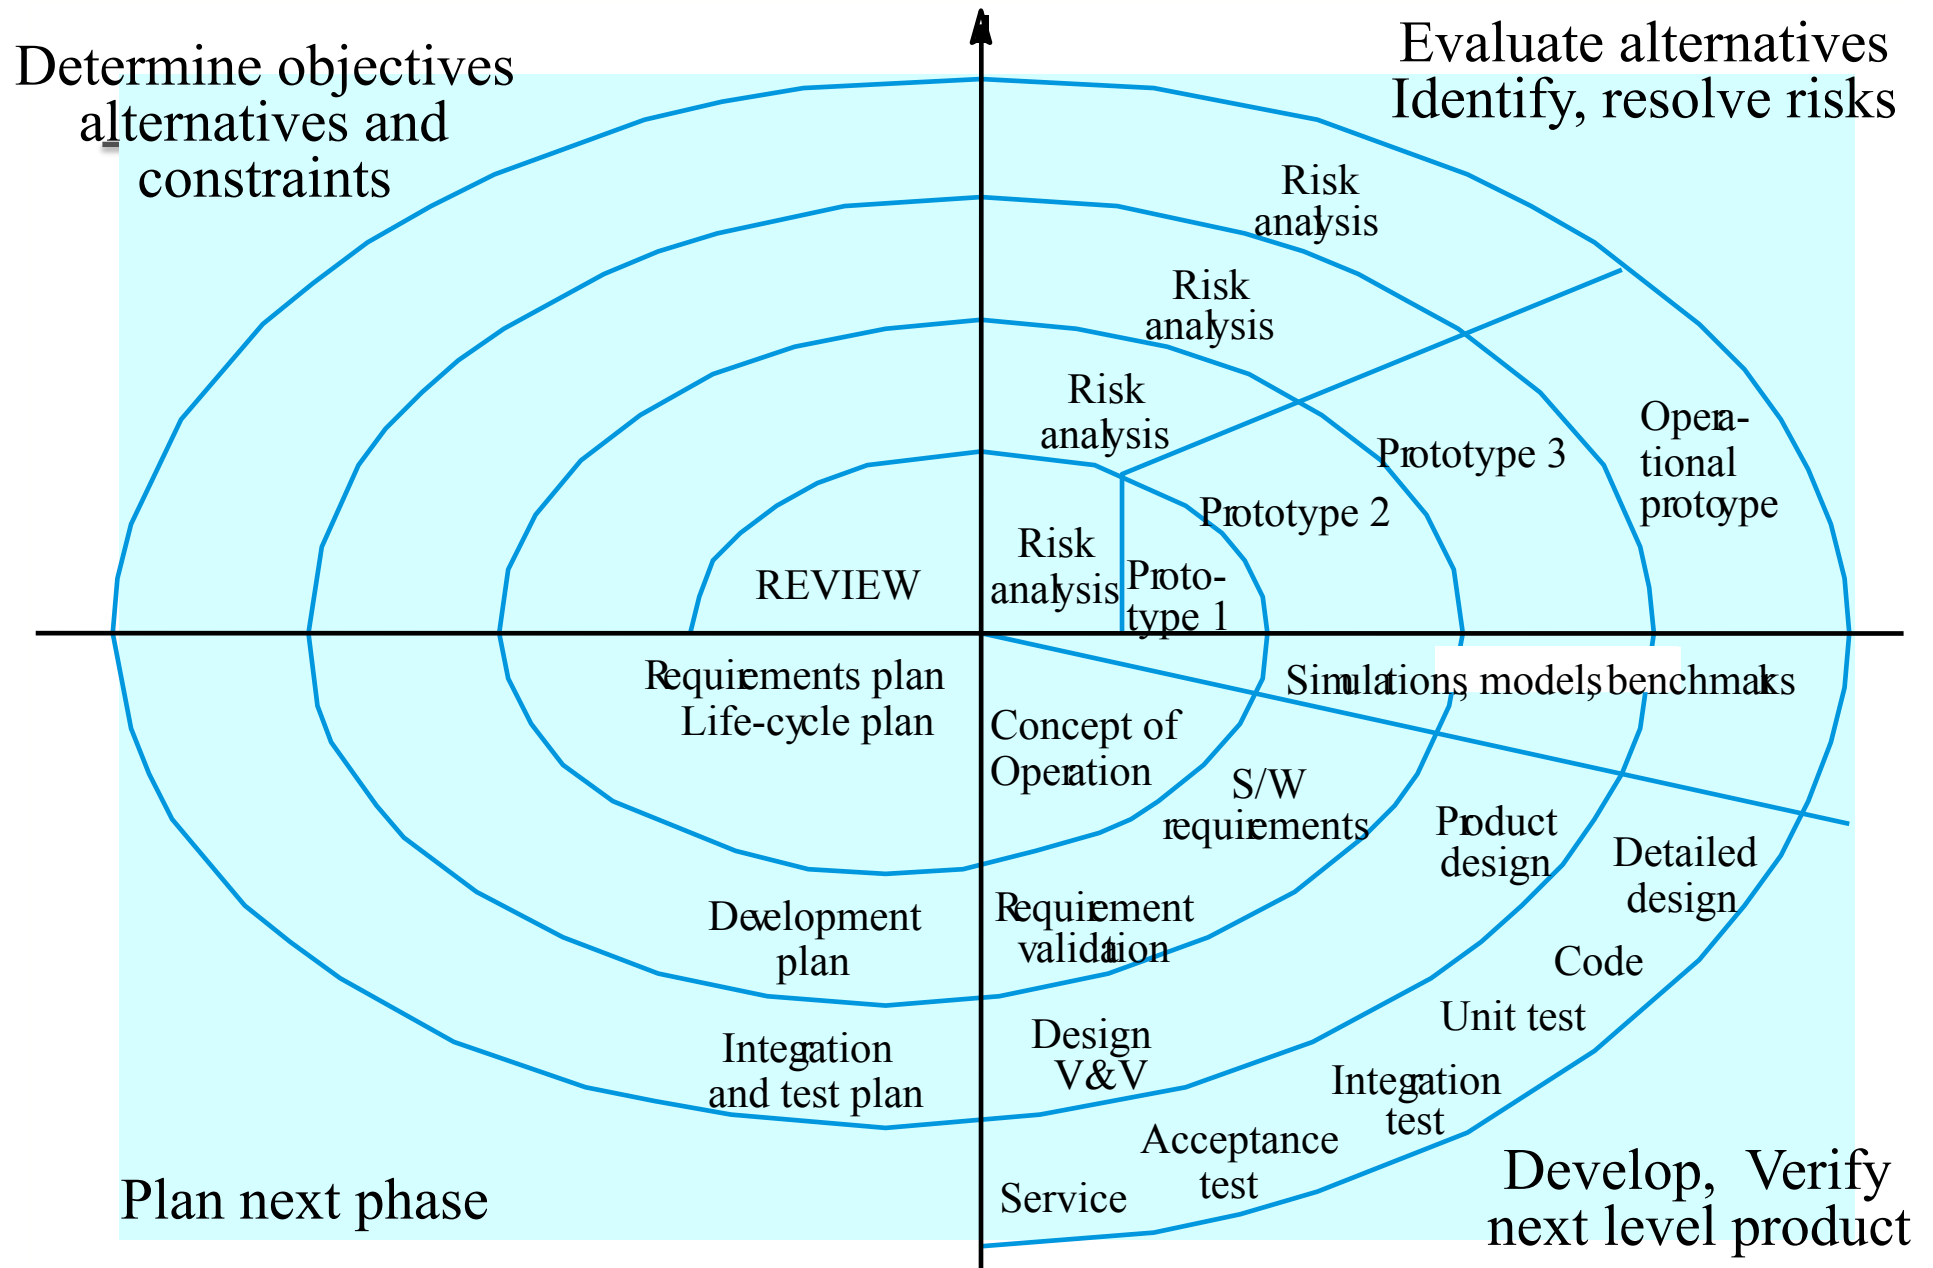 Determine objectives
alternatives and
constraints
Evaluate alternatives
Identify, resolve risks
Risk
analysis
Risk
analysis
Risk
analysis
Risk
analysis
Proto-
type 1
Prototype 2
Prototype 3
Opera-
tional
prototype
REVIEW
Requirements plan
Life-cycle plan
Simulations, models, benchmarks
Concept of
Operation
S/W
requirements
Product
design
Detailed
design
Development
plan
Requirement
validation
Code
Unit test
Integration
and test plan
Design
V&V
Integration
test
Acceptance
test
Service
Plan next phase
Develop, Verify
next level product